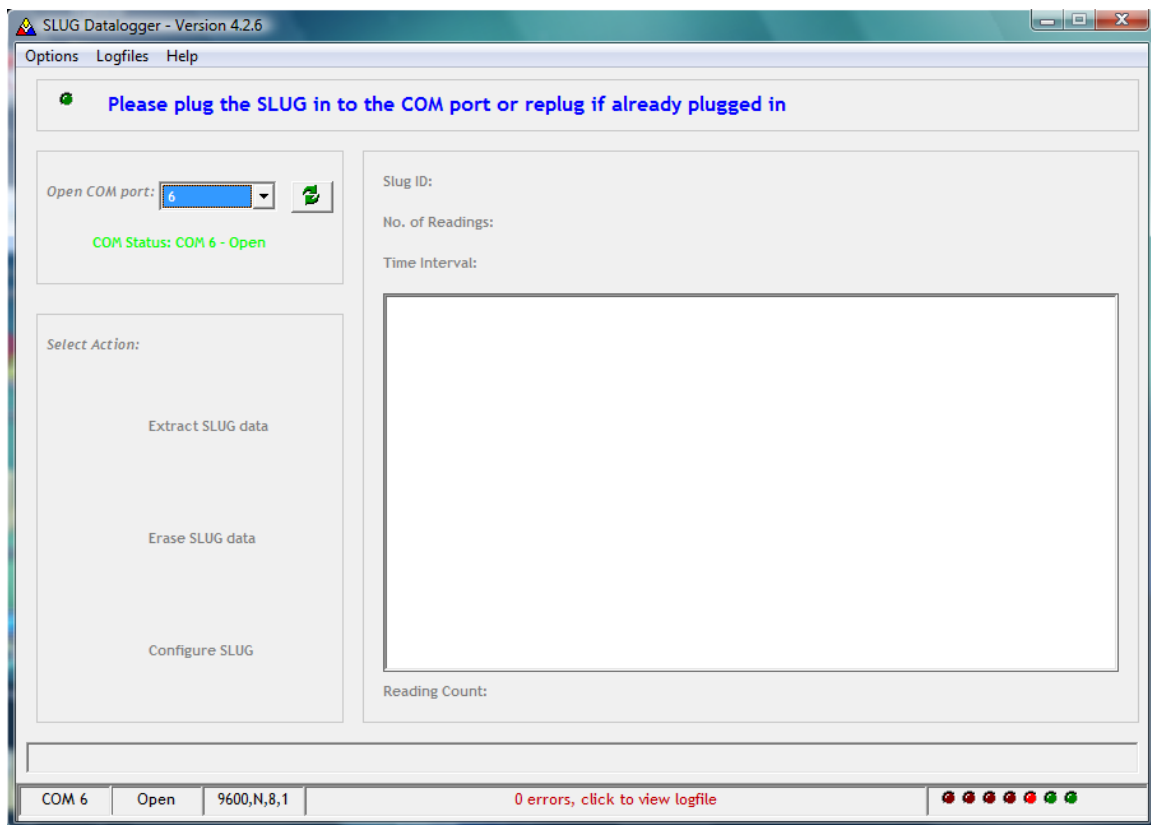 SLUG Datalogger - Version 4.2.6
Options Logfiles Help
Please plug the SLUG in to the COM port or replug if already plugged in
Open COM port: 6
COM Status: COM 6 - Open
Select Action:
Extract SLUG data
Erase SLUG data
Configure SLUG
Slug ID:
No. of Readings:
Time Interval:
Reading Count:
COM 6 Open 9600,N,8,1 0 errors, click to view logfile